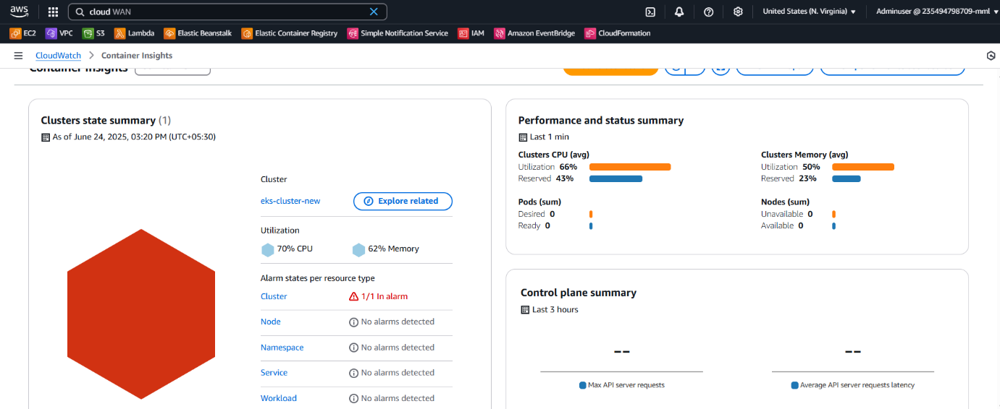 aws
cloud WAN
United States (N. Virginia)
Adminuser @ 235494798709-mml
EC2 VPC S3 Lambda Elastic Beanstalk Elastic Container Registry Simple Notification Service IAM Amazon EventBridge CloudFormation
CloudWatch > Container Insights
Container Insights
Clusters state summary (1)
As of June 24, 2025, 03:20 PM (UTC+05:30)
Cluster
eks-cluster-new Explore related
Utilization
70% CPU 62% Memory
Alarm states per resource type
Cluster 1/1 In alarm
Node No alarms detected
Namespace No alarms detected
Service No alarms detected
Workload No alarms detected
Performance and status summary
Last 1 min
Clusters CPU (avg)
Utilization 66%
Reserved 43%
Clusters Memory (avg)
Utilization 50%
Reserved 23%
Pods (sum)
Desired 0
Ready 0
Nodes (sum)
Unavailable 0
Available 0
Control plane summary
Last 3 hours
-- --
Max API server requests
Average API server requests latency